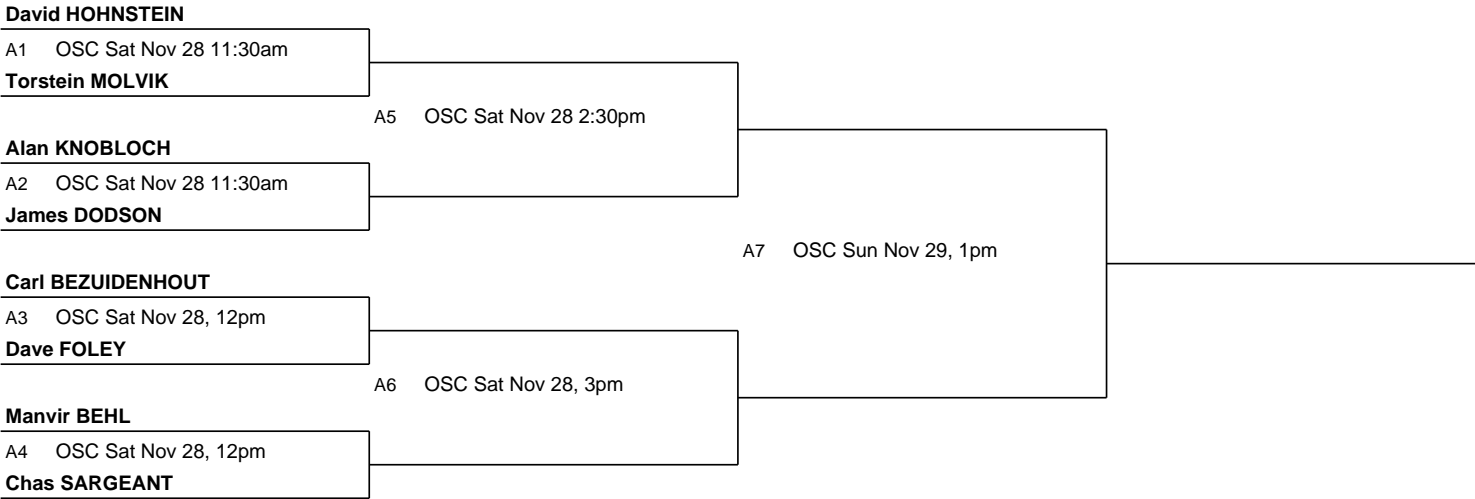 David HOHNSTEIN
A1 OSC Sat Nov 28 11:30am
Torstein MOLVIK
A5 OSC Sat Nov 28 2:30pm
Alan KNOBLOCH
A2 OSC Sat Nov 28 11:30am
James DODSON
A7 OSC Sun Nov 29, 1pm
Carl BEZUIDENHOUT
A3 OSC Sat Nov 28, 12pm
Dave FOLEY
A6 OSC Sat Nov 28, 3pm
Manvir BEHL
A4 OSC Sat Nov 28, 12pm
Chas SARGEANT